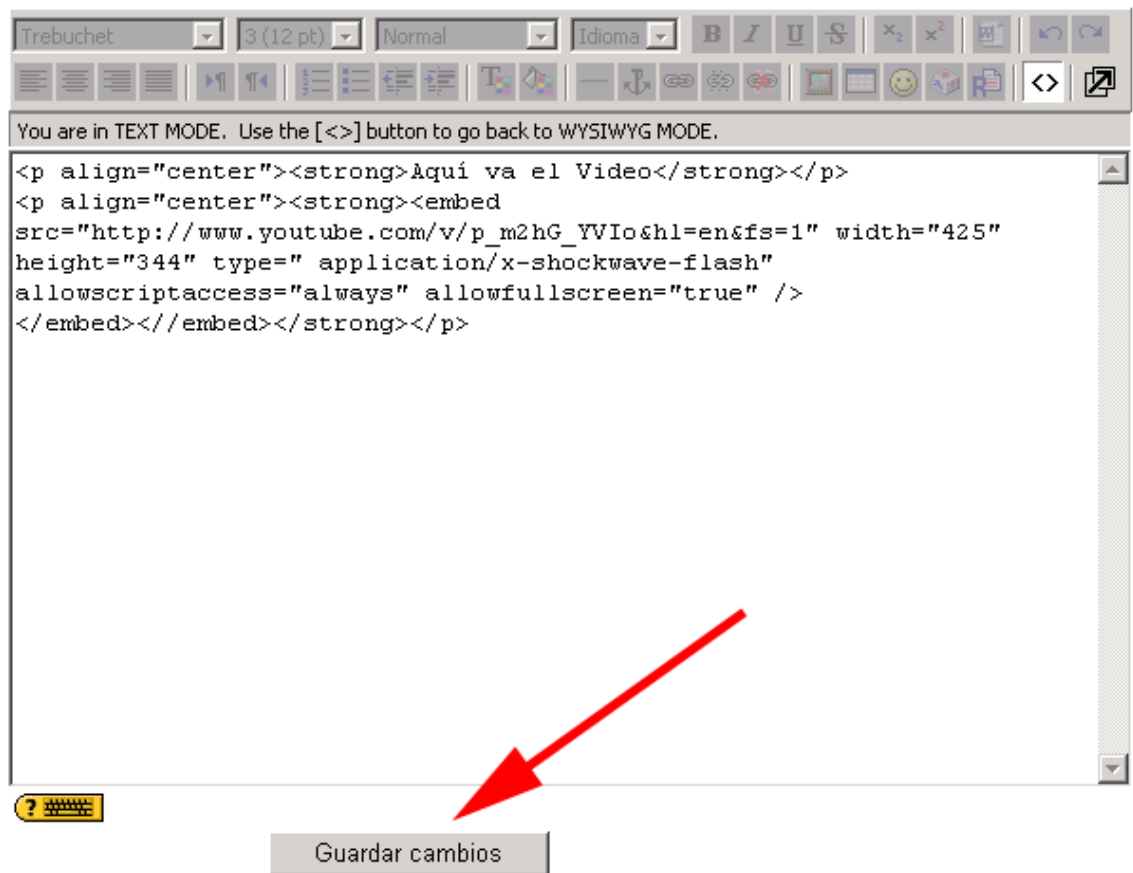 Trebuchet 3 (12 pt) Normal Idioma B I U S x₂ x²
You are in TEXT MODE. Use the [<>] button to go back to WYSIWYG MODE.
<p align="center"><strong>Aquí va el Video</strong></p>
<p align="center"><strong><embed
src="http://www.youtube.com/v/p_m2hG_YVIo&hl=en&fs=1" width="425"
height="344" type=" application/x-shockwave-flash"
allowscriptaccess="always" allowfullscreen="true" />
</embed><//embed></strong></p>
?
Guardar cambios